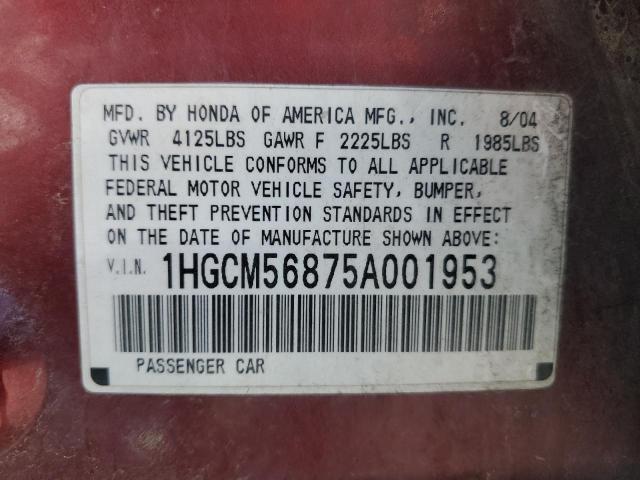 MFD. BY HONDA OF AMERICA MFG., INC. 8/04
GVWR 4125LBS GAWR F 2225LBS R 1985LBS
THIS VEHICLE CONFORMS TO ALL APPLICABLE
FEDERAL MOTOR VEHICLE SAFETY, BUMPER,
AND THEFT PREVENTION STANDARDS IN EFFECT
ON THE DATE OF MANUFACTURE SHOWN ABOVE:
V.I.N. 1HGCM56875A001953
PASSENGER CAR